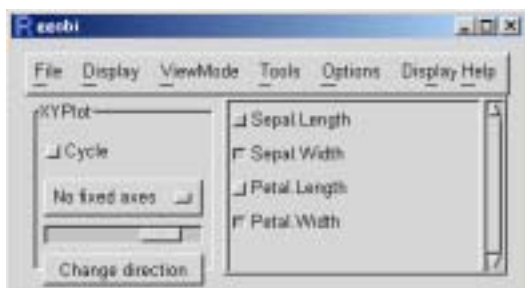 eenbi
File Display ViewMode Tools Options Display Help
XYPlot
Cycle
No fixed axes
Change direction
Sepal.Length
Sepal.Width
Petal.Length
Petal.Width